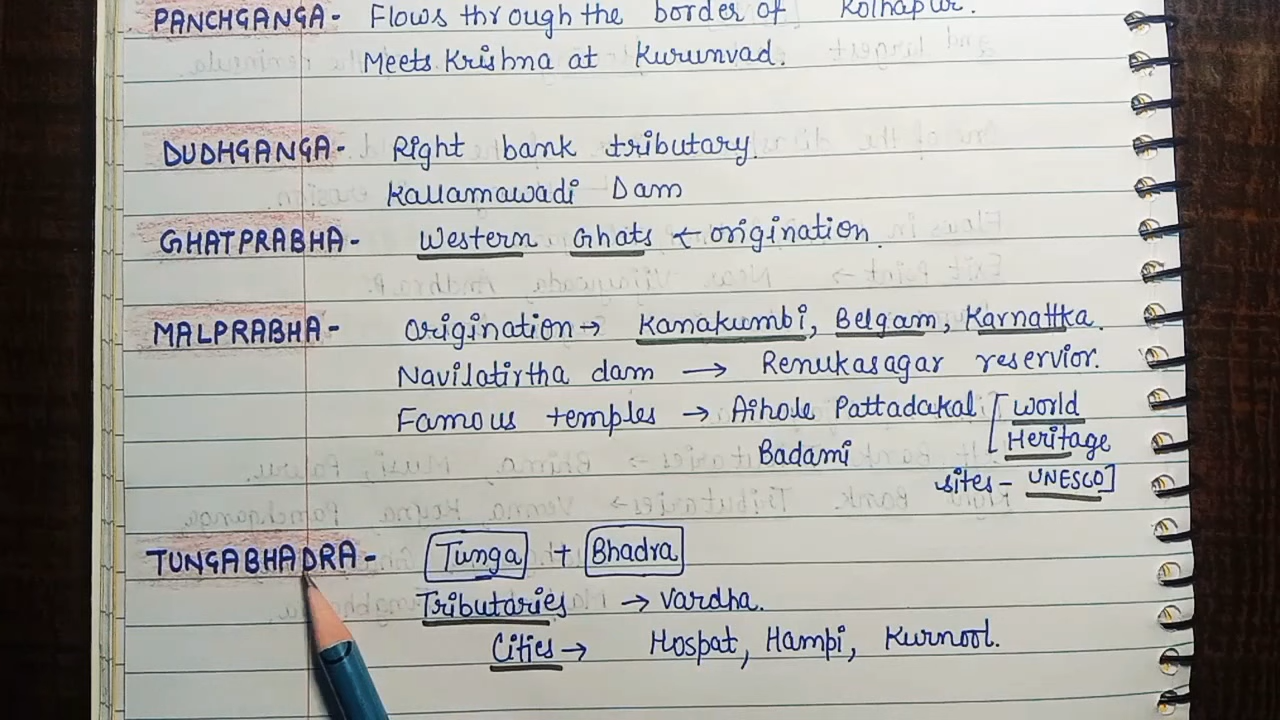 PANCHGANGA - Flows through the border of Kolhapur.
Meets Krishna at Kurunvad.
DUDHGANGA - Right bank tributary.
Kallamawadi Dam
GHATPRABHA - Western Ghats ← origination.
MALPRABHA - Origination → Kanakumbi, Belgam, Karnatka.
Navilatirtha dam → Renukasagar reservior.
Famous temples → Aihole Pattadakal [World
Badami Heritage
sites - UNESCO]
TUNGABHADRA - Tunga + Bhadra
Tributaries → Vardha.
Cities → Hospat, Hampi, Kurnool.